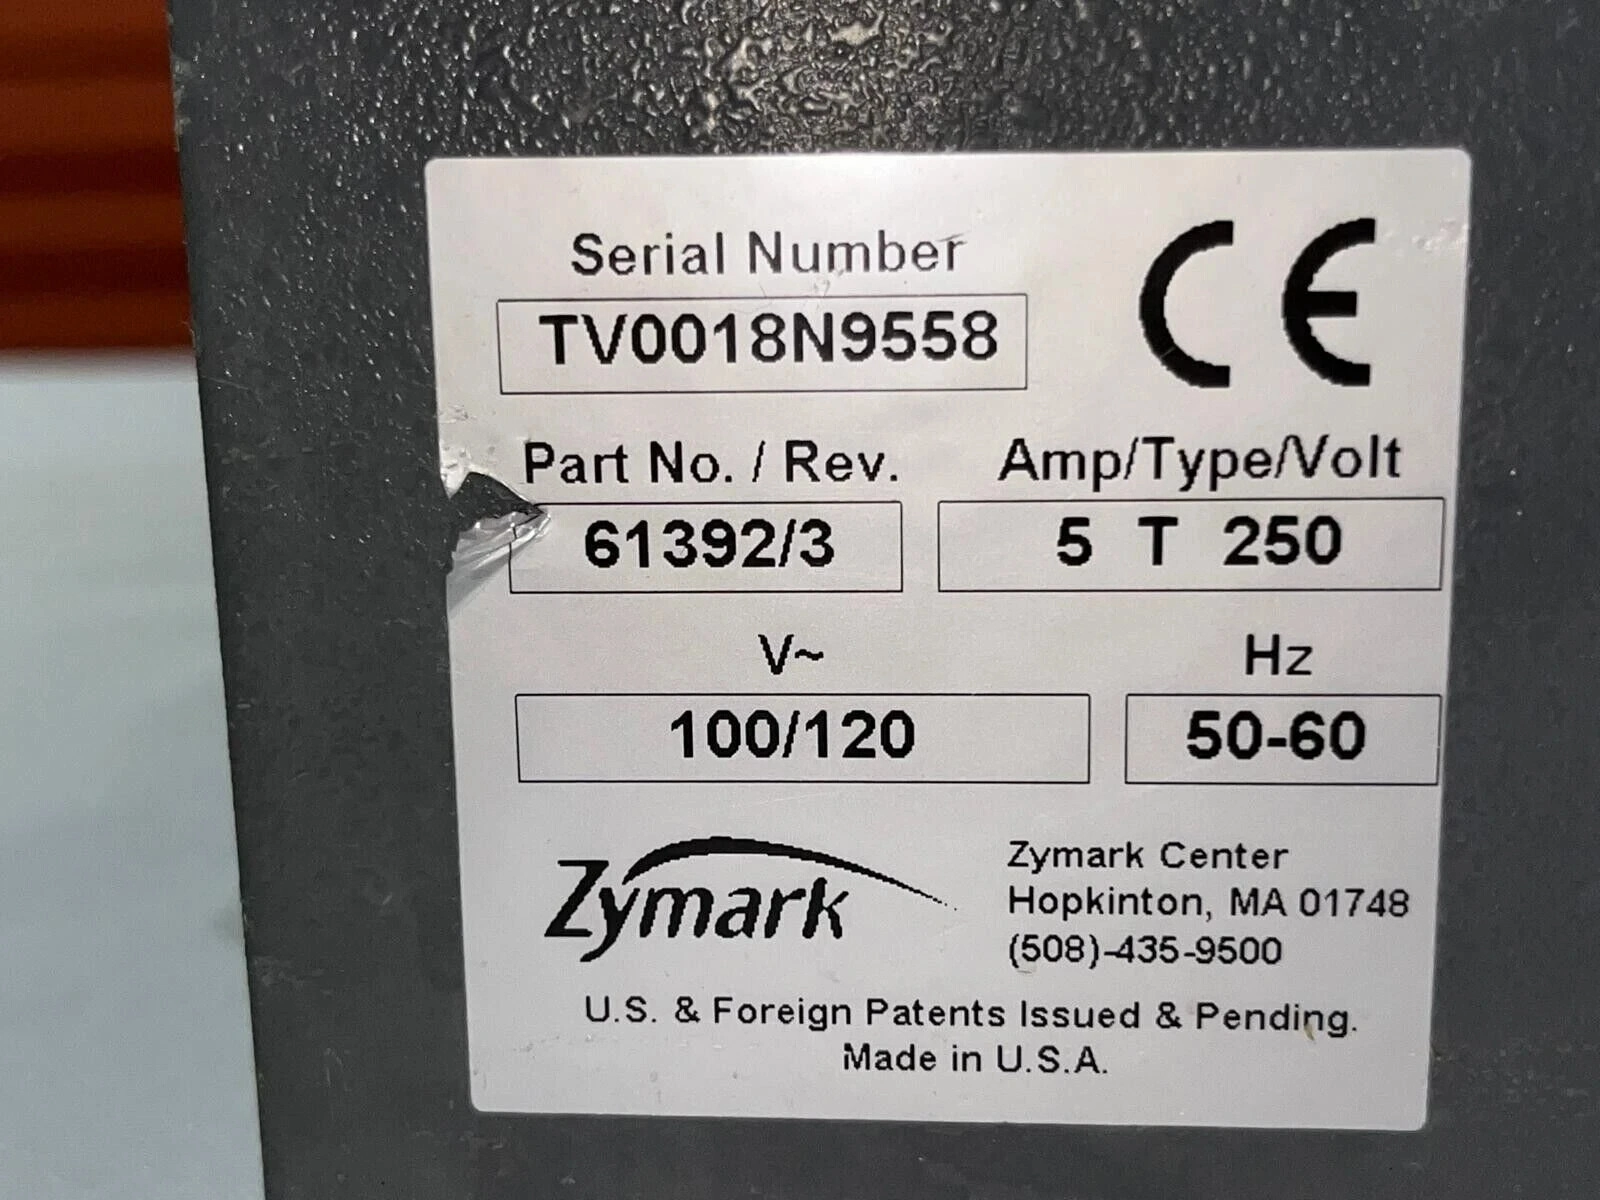 Serial Number
TV0018N9558
CE
Part No. / Rev.
Amp/Type/Volt
61392/3
5 T 250
V~
Hz
100/120
50-60
Zymark
Zymark Center
Hopkinton, MA 01748
(508)-435-9500
U.S. & Foreign Patents Issued & Pending.
Made in U.S.A.